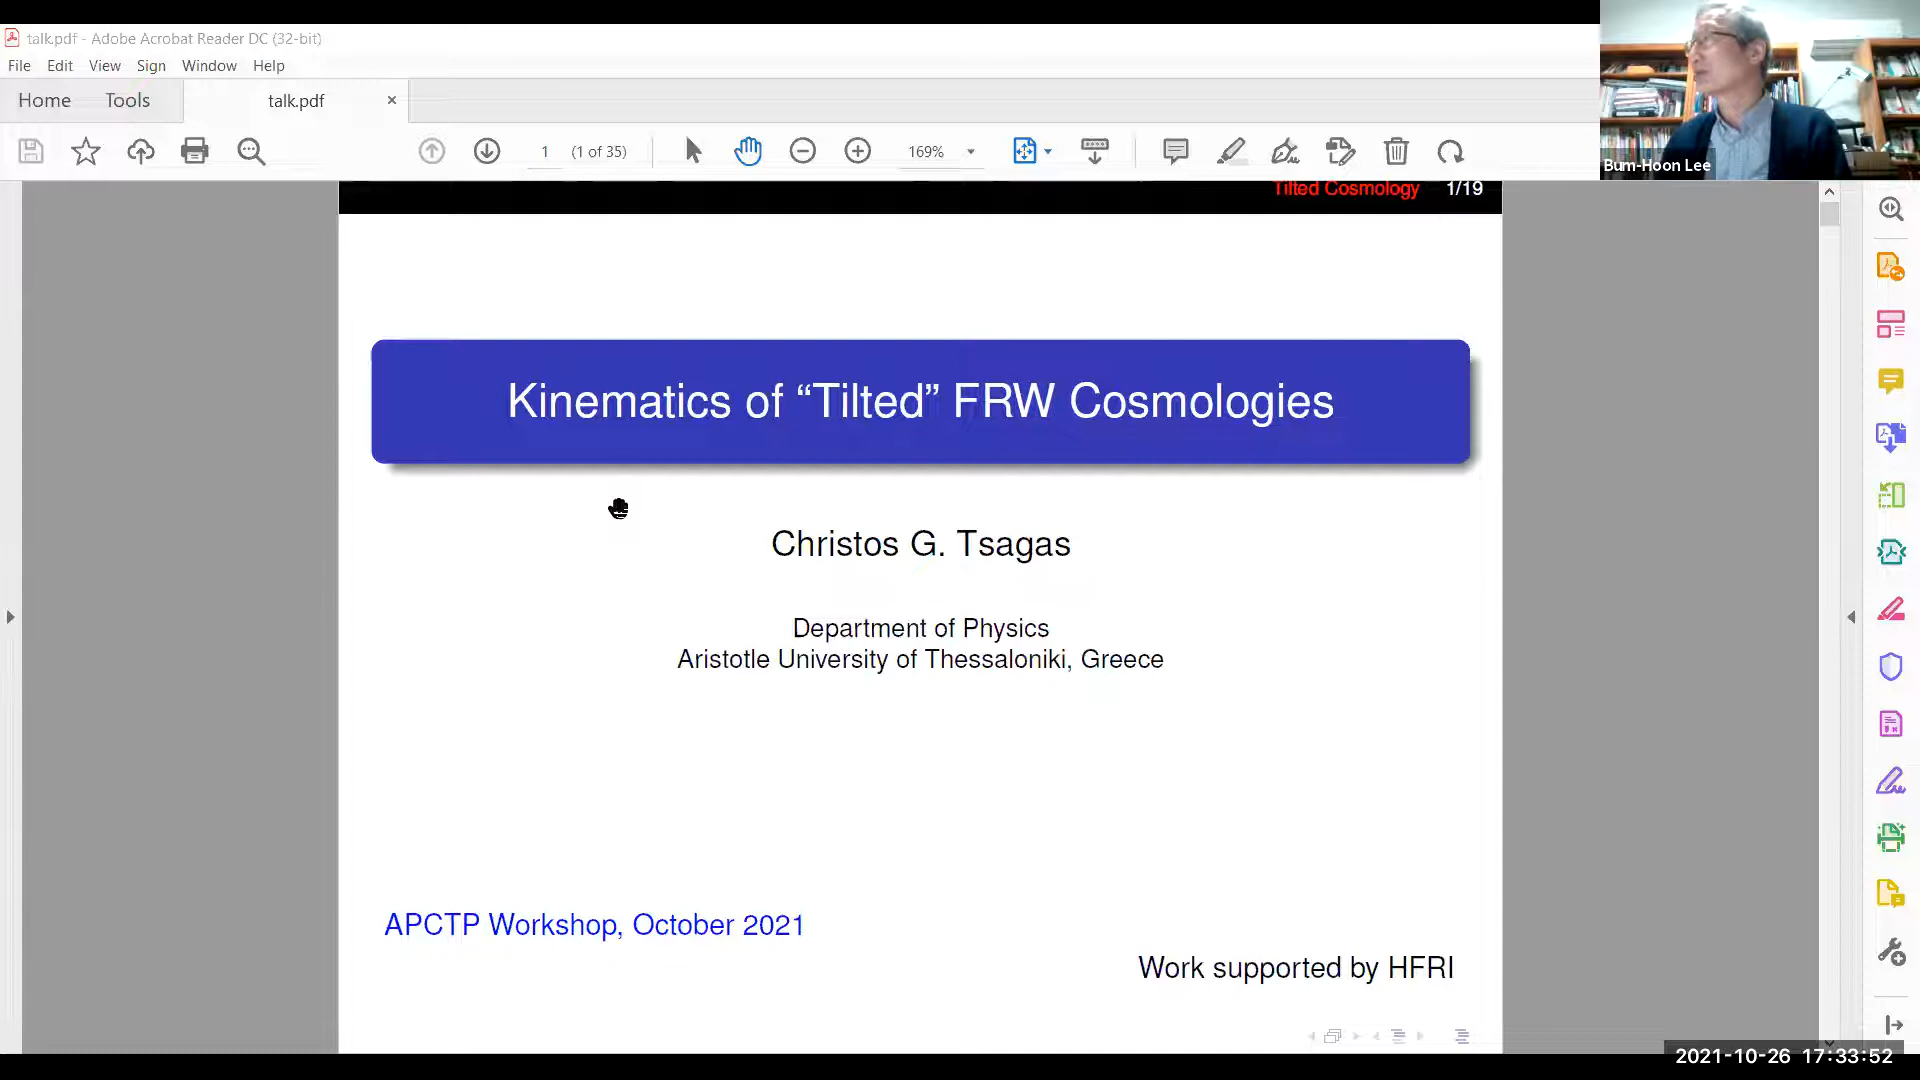 talk.pdf - Adobe Acrobat Reader DC (32-bit)
File Edit View Sign Window Help
Home Tools talk.pdf ×
1 (1 of 35) 169%
Bum-Hoon Lee
Tilted Cosmology 1/19
Kinematics of “Tilted” FRW Cosmologies
Christos G. Tsagas
Department of Physics
Aristotle University of Thessaloniki, Greece
APCTP Workshop, October 2021
Work supported by HFRI
2021-10-26 17:33:52